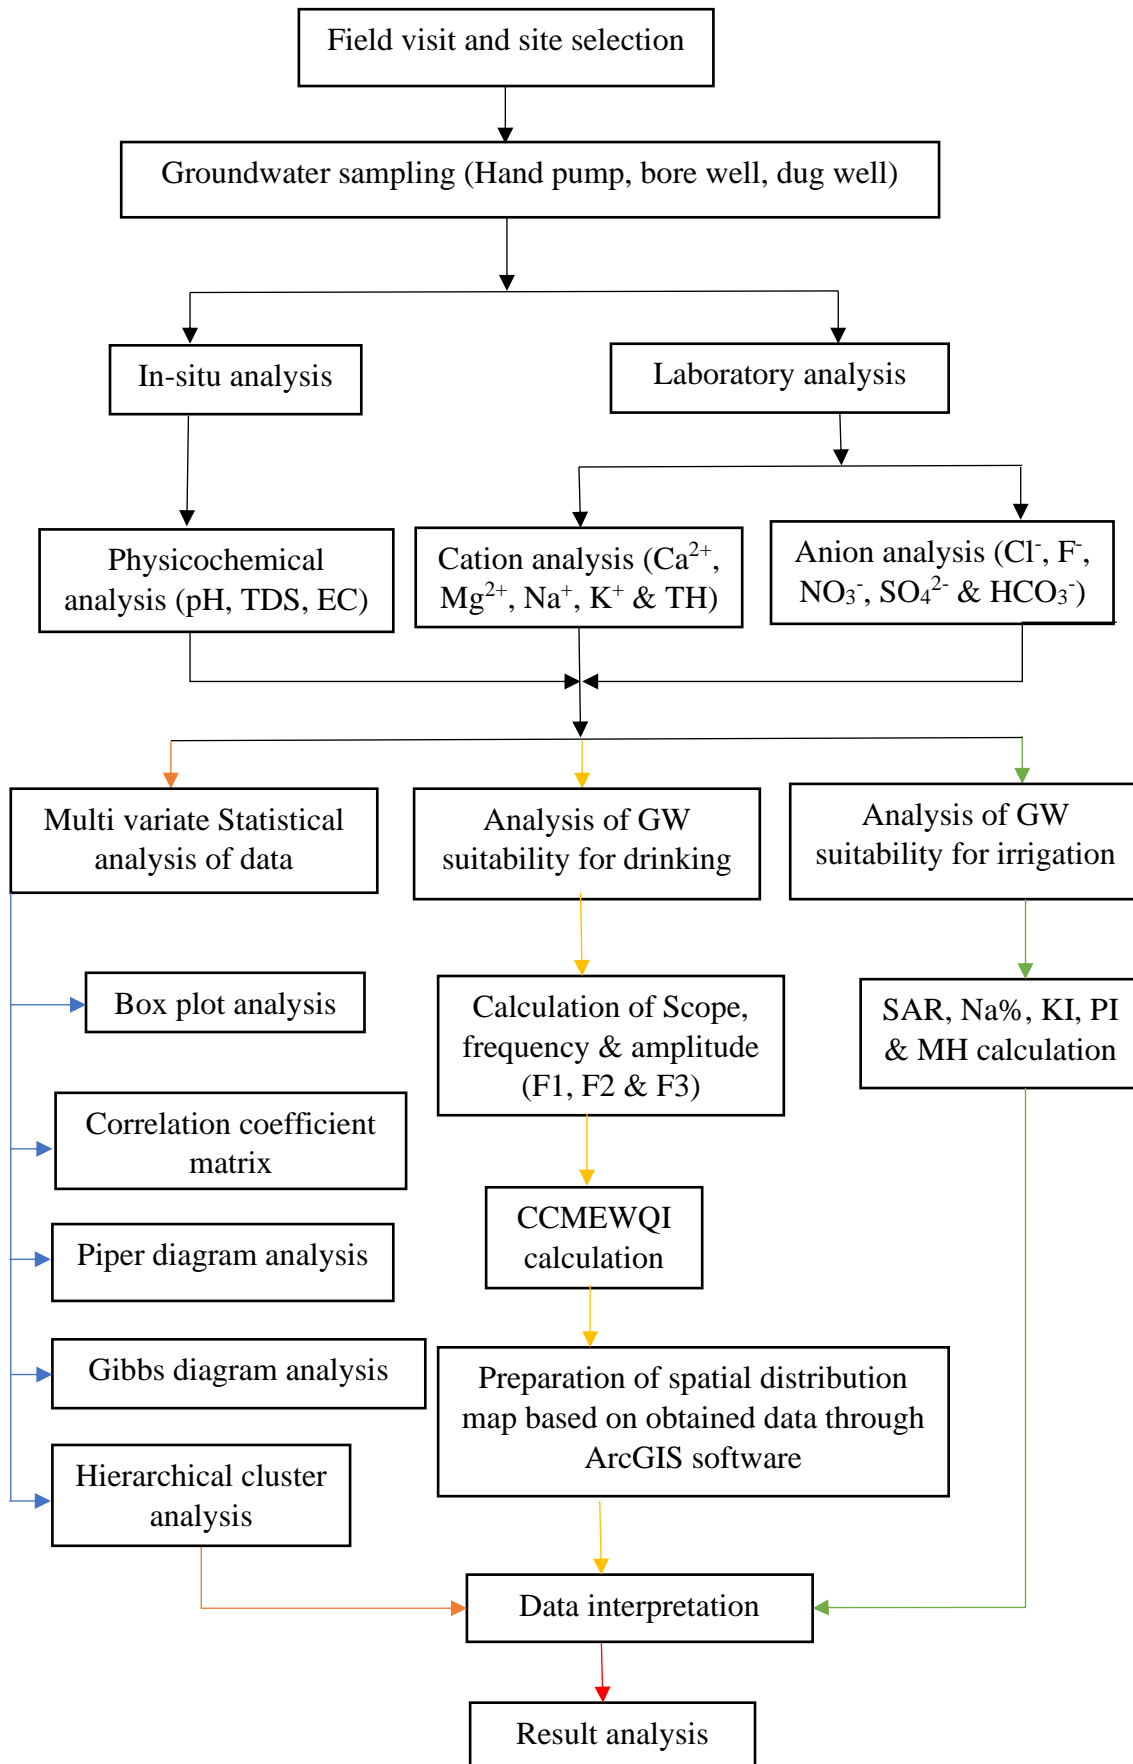 Field visit and site selection
Groundwater sampling (Hand pump, bore well, dug well)
In-situ analysis
Laboratory analysis
Physicochemical
analysis (pH, TDS, EC)
Cation analysis (Ca²⁺,
Mg²⁺, Na⁺, K⁺ & TH)
Anion analysis (Cl⁻, F⁻,
NO₃⁻, SO₄²⁻ & HCO₃⁻)
Multi variate Statistical
analysis of data
Analysis of GW
suitability for drinking
Analysis of GW
suitability for irrigation
Box plot analysis
Correlation coefficient
matrix
Piper diagram analysis
Gibbs diagram analysis
Hierarchical cluster
analysis
Calculation of Scope,
frequency & amplitude
(F1, F2 & F3)
CCMEWQI
calculation
Preparation of spatial distribution
map based on obtained data through
ArcGIS software
SAR, Na%, KI, PI
& MH calculation
Data interpretation
Result analysis